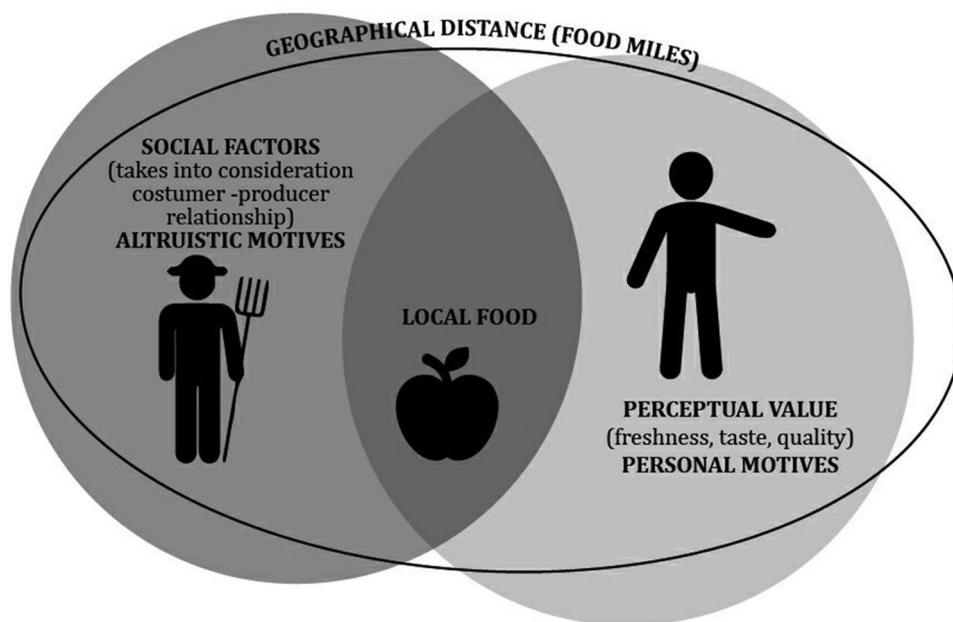 GEOGRAPHICAL DISTANCE (FOOD MILES)
SOCIAL FACTORS
(takes into consideration
costumer -producer
relationship)
ALTRUISTIC MOTIVES
LOCAL FOOD
PERCEPTUAL VALUE
(freshness, taste, quality)
PERSONAL MOTIVES